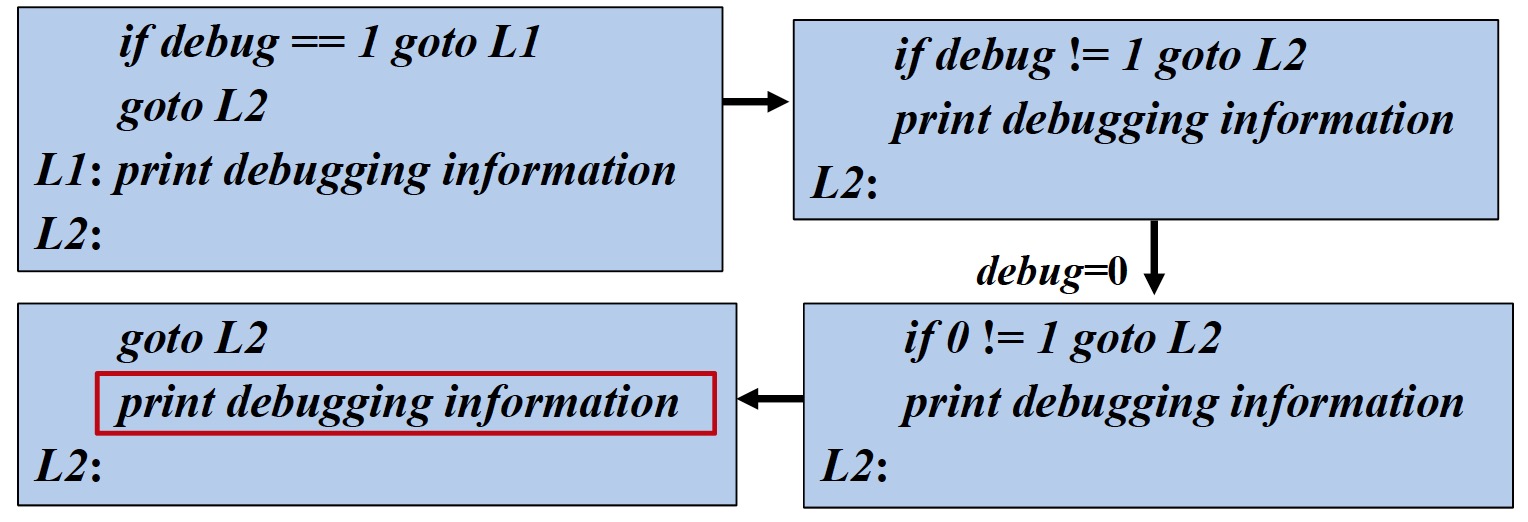 if debug == 1 goto L1
goto L2
L1: print debugging information
L2:
if debug != 1 goto L2
print debugging information
L2:
debug=0
if 0 != 1 goto L2
print debugging information
L2:
goto L2
print debugging information
L2: